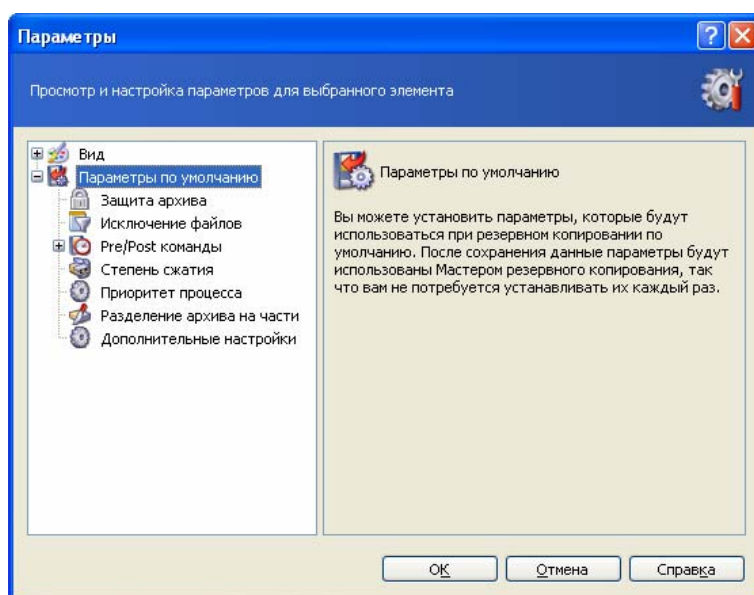 Параметры
Просмотр и настройка параметров для выбранного элемента
Вид
Параметры по умолчанию
Защита архива
Исключение файлов
Pre/Post команды
Степень сжатия
Приоритет процесса
Разделение архива на части
Дополнительные настройки
Параметры по умолчанию
Вы можете установить параметры, которые будут
использоваться при резервном копировании по
умолчанию. После сохранения данные параметры будут
использованы Мастером резервного копирования, так
что вам не потребуется устанавливать их каждый раз.
ОК
Отмена
Справка